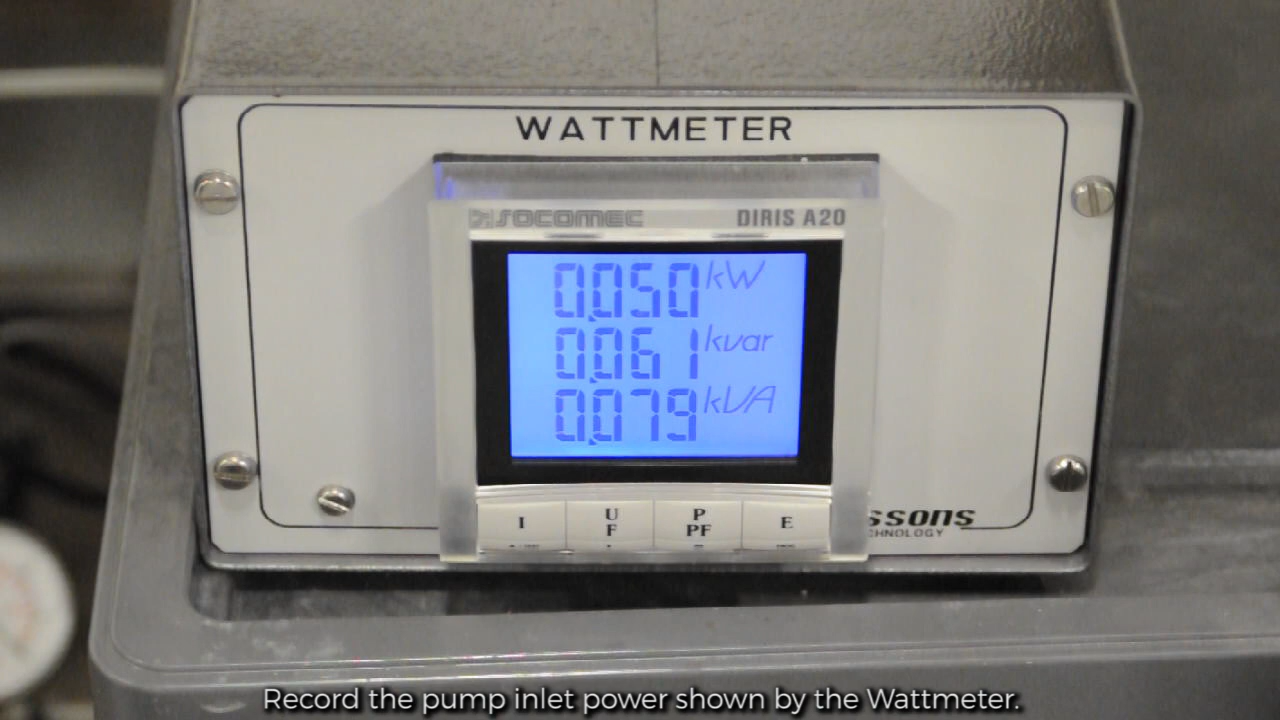 WATTMETER
SOCOMEC DIRIS A20
0.050 kW
0.061 kvar
0.079 kVA
I U F P PF E
Record the pump inlet power shown by the Wattmeter.